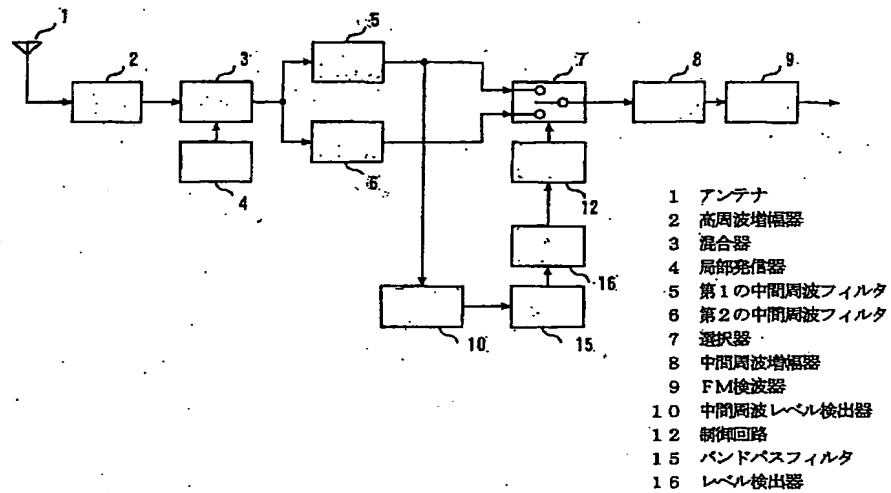 1
2
3
4
5
6
7
8
9
10
15
16
12
1 アンテナ
2 高周波増幅器
3 混合器
4 局部発信器
5 第1の中間周波フィルタ
6 第2の中間周波フィルタ
7 選択器
8 中間周波増幅器
9 FM検波器
10 中間周波レベル検出器
12 制御回路
15 バンドパスフィルタ
16 レベル検出器